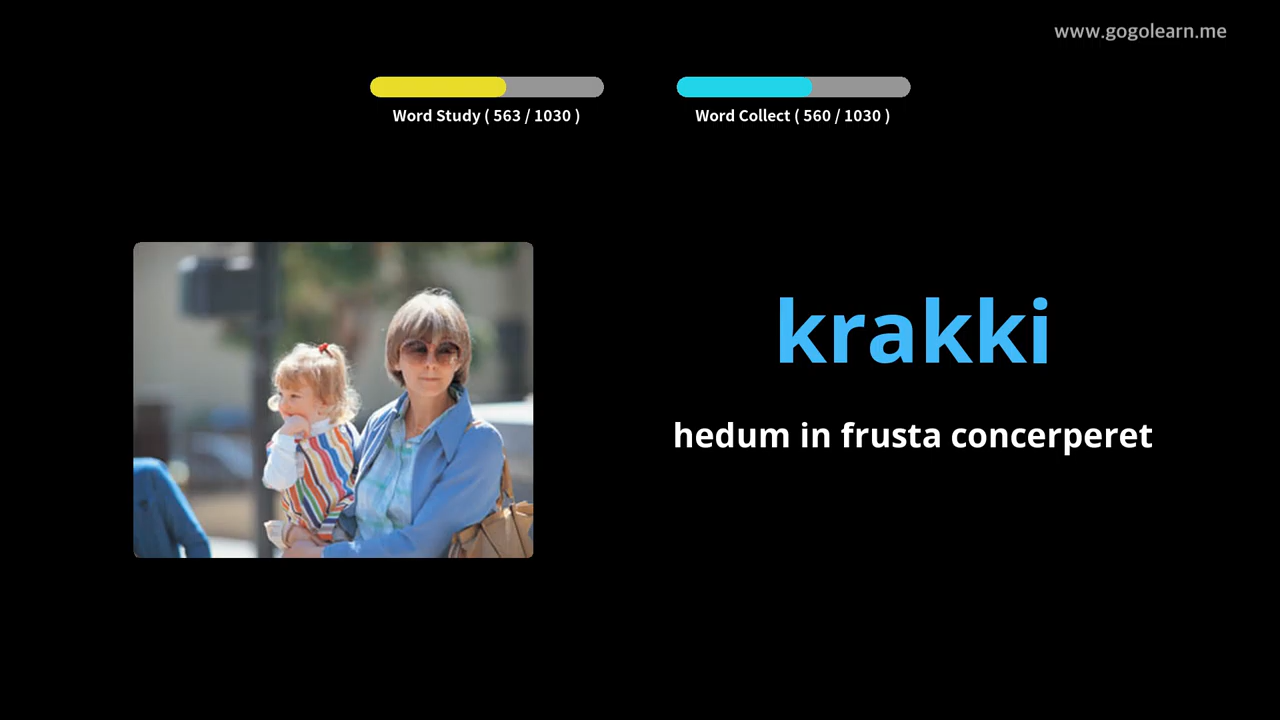 www.gogolearn.me
Word Study ( 563 / 1030 )
Word Collect ( 560 / 1030 )
krakki
hedum in frusta concerperet